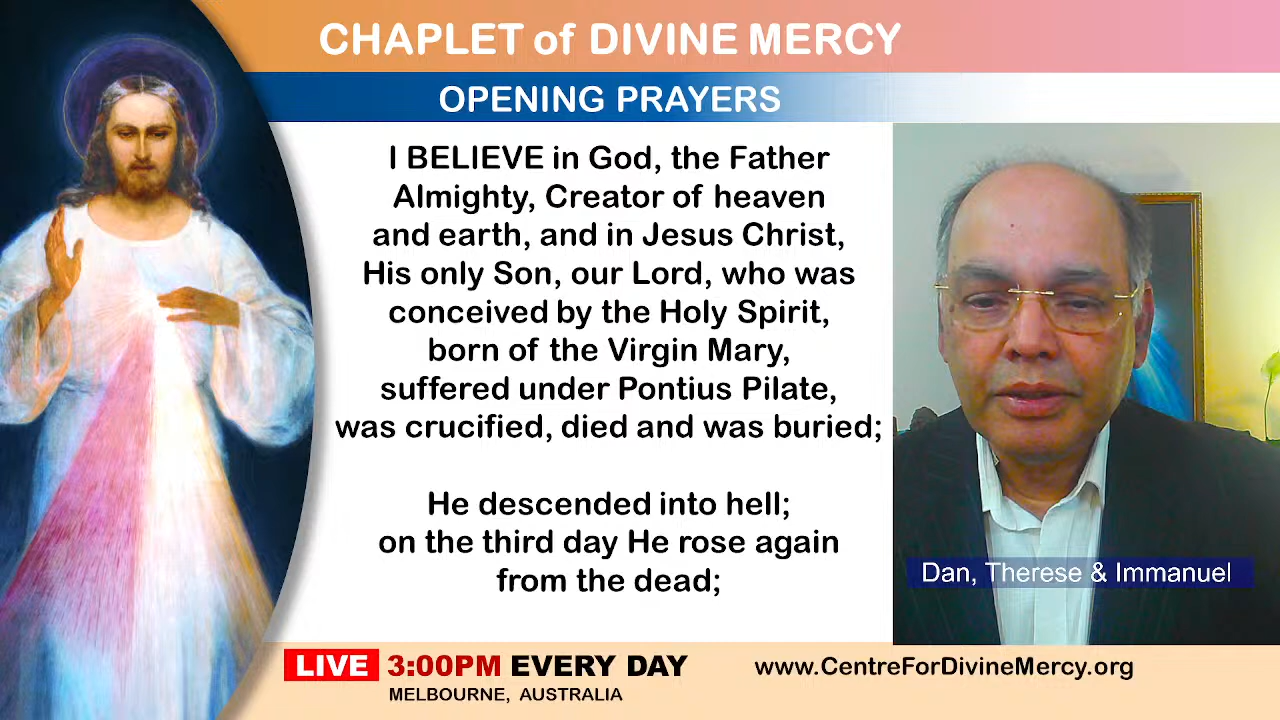 CHAPLET of DIVINE MERCY
OPENING PRAYERS
I BELIEVE in God, the Father
Almighty, Creator of heaven
and earth, and in Jesus Christ,
His only Son, our Lord, who was
conceived by the Holy Spirit,
born of the Virgin Mary,
suffered under Pontius Pilate,
was crucified, died and was buried;
He descended into hell;
on the third day He rose again
from the dead;
Dan, Therese & Immanuel
LIVE 3:00PM EVERY DAY
MELBOURNE, AUSTRALIA
www.CentreForDivineMercy.org